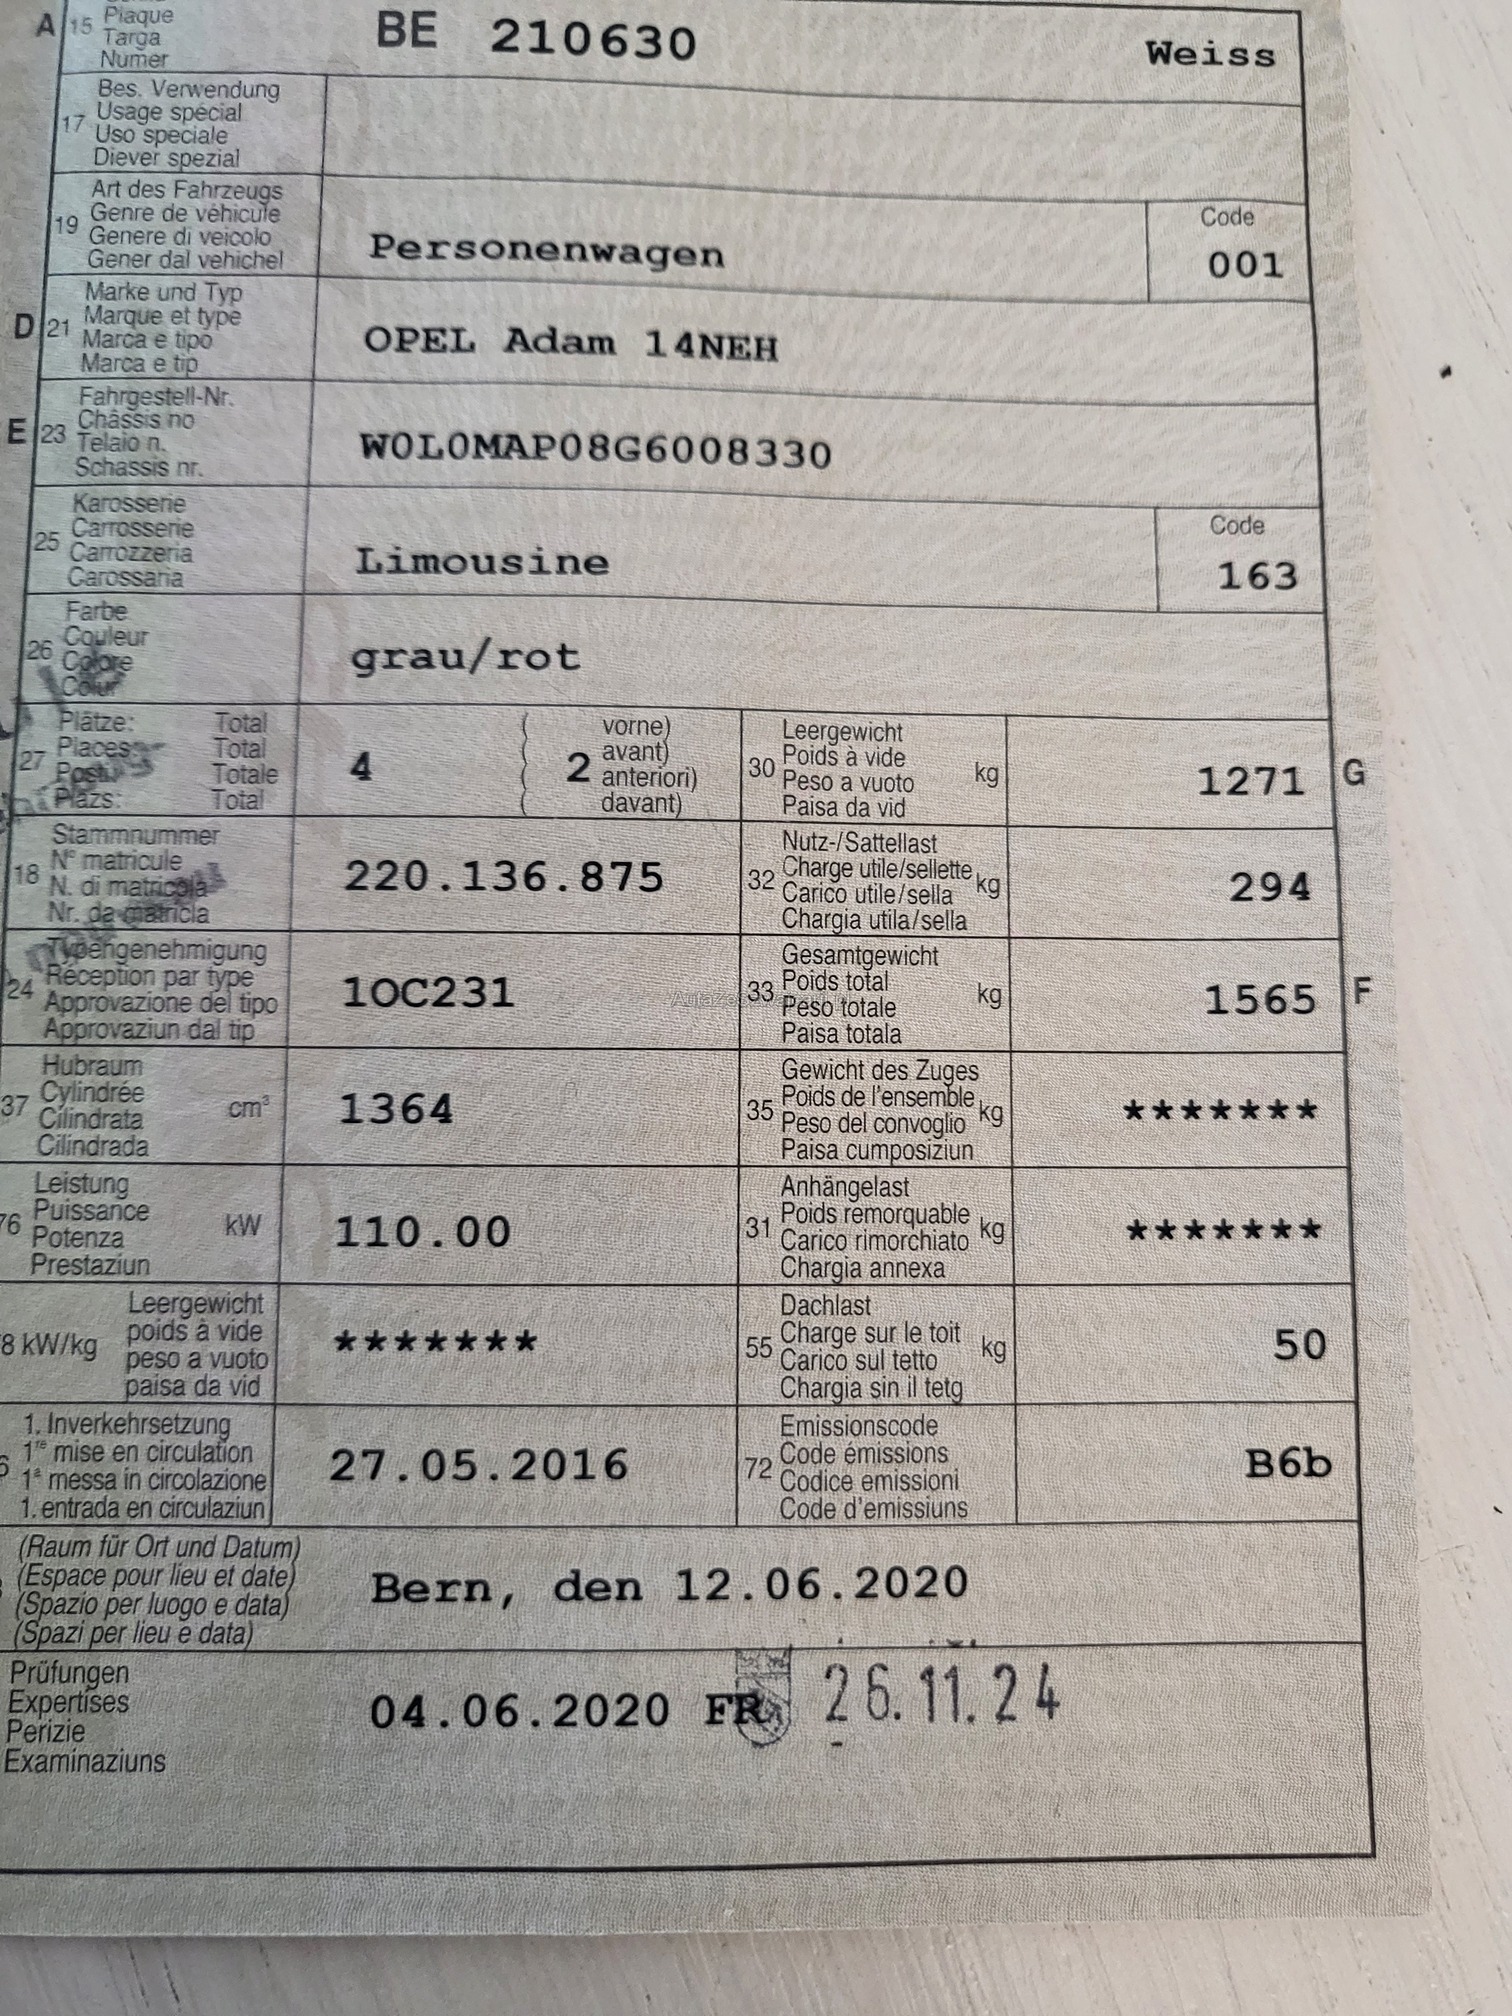 A 15 Plaque BE 210630 Weiss
Targa
Numer
17 Bes. Verwendung
Usage spécial
Uso speciale
Diever spezial
19 Art des Fahrzeugs
Genre de véhicule
Genere di veicolo
Gener dal vehichel
Personenwagen
Code
001
D 21 Marke und Typ
Marque et type
Marca e tipo
Marca e tip
OPEL Adam 14NEH
E 23 Fahrgestell-Nr.
Châssis no
Telaio n.
Schassis nr.
W0L0MAP08G6008330
25 Karosserie
Carrosserie
Carrozzeria
Carossaria
Limousine
Code
163
26 Farbe
Couleur
Colore
Colur
grau/rot
27 Plätze: Total
Places: Total
Posti: Totale
Plazs: Total
4
( vorne)
( avant)
( 2 anteriori)
( davant)
30 Leergewicht
Poids à vide
Peso a vuoto
Paisa da vid
kg
1271 G
18 Stammnummer
N° matricule
N. di matricola
Nr. da matricla
220.136.875
32 Nutz-/Sattellast
Charge utile/sellette
Carico utile/sella
Chargia utila/sella
kg
294
24 Typengenehmigung
Réception par type
Approvazione del tipo
Approvaziun dal tip
1OC231
33 Gesamtgewicht
Poids total
Peso totale
Paisa totala
kg
1565 F
37 Hubraum
Cylindrée
Cilindrata
Cilindrada
cm³
1364
35 Gewicht des Zuges
Poids de l'ensemble
Peso del convoglio
Paisa cumposiziun
kg
*******
76 Leistung
Puissance
Potenza
Prestaziun
kW
110.00
31 Anhängelast
Poids remorquable
Carico rimorchiato
Chargia annexa
kg
*******
8 kW/kg
Leergewicht
poids à vide
peso a vuoto
paisa da vid
*******
55 Dachlast
Charge sur le toit
Carico sul tetto
Chargia sin il tetg
kg
50
6 1. Inverkehrsetzung
1re mise en circulation
1a messa in circolazione
1. entrada en circulaziun
27.05.2016
72 Emissionscode
Code émissions
Codice emissioni
Code d'emissiuns
B6b
(Raum für Ort und Datum)
(Espace pour lieu et date)
(Spazio per luogo e data)
(Spazi per lieu e data)
Bern, den 12.06.2020
Prüfungen
Expertises
Perizie
Examinaziuns
04.06.2020 FR 26.11.24